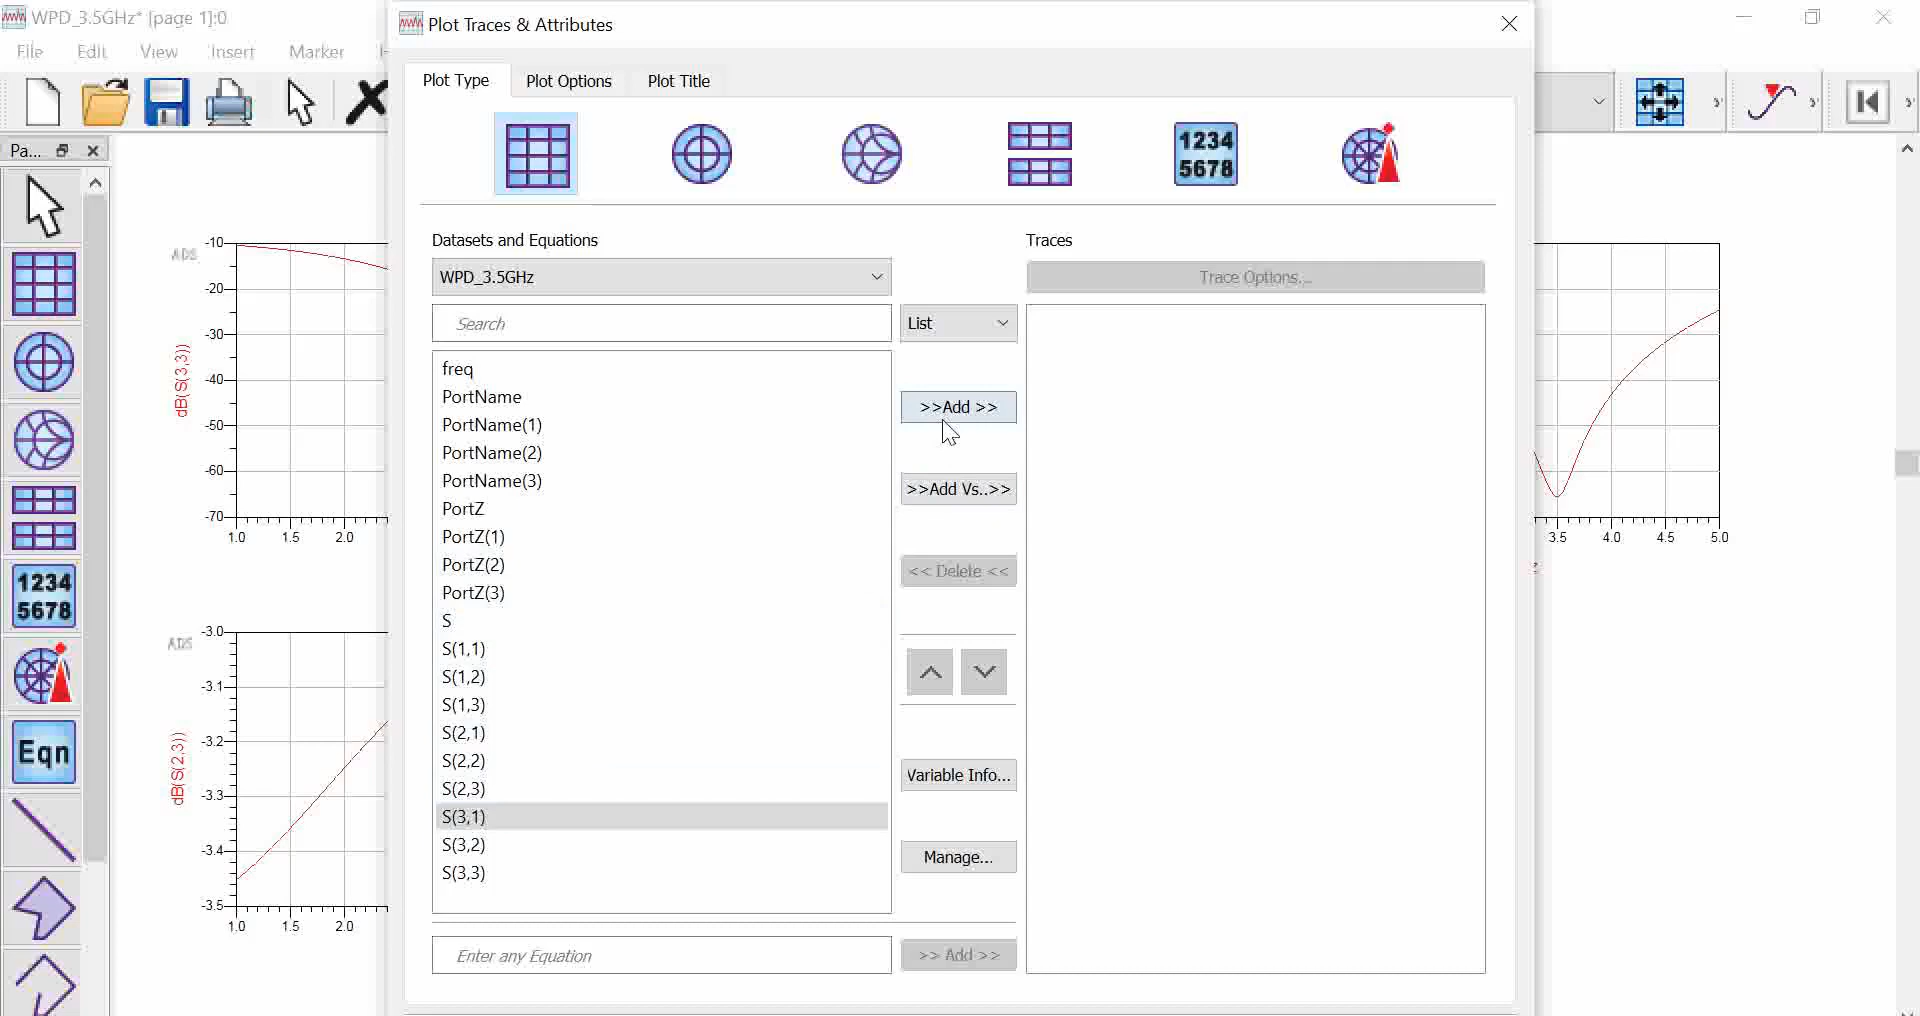 WPD_3.5GHz* [page 1]:0
Plot Traces & Attributes
File Edit View Insert Marker
Plot Type Plot Options Plot Title
Pa...
1234
5678
Datasets and Equations
Traces
WPD_3.5GHz
Trace Options...
Search
List
freq
PortName
PortName(1)
PortName(2)
PortName(3)
PortZ
PortZ(1)
PortZ(2)
PortZ(3)
S
S(1,1)
S(1,2)
S(1,3)
S(2,1)
S(2,2)
S(2,3)
S(3,1)
S(3,2)
S(3,3)
>>Add >>
>>Add Vs..>>
<< Delete <<
Variable Info...
Manage...
Enter any Equation
>> Add >>
1234
5678
Eqn
ADS
dB(S(3,3))
-10
-20
-30
-40
-50
-60
-70
1.0 1.5 2.0
ADS
dB(S(2,3))
-3.0
-3.1
-3.2
-3.3
-3.4
-3.5
1.0 1.5 2.0
3.5 4.0 4.5 5.0